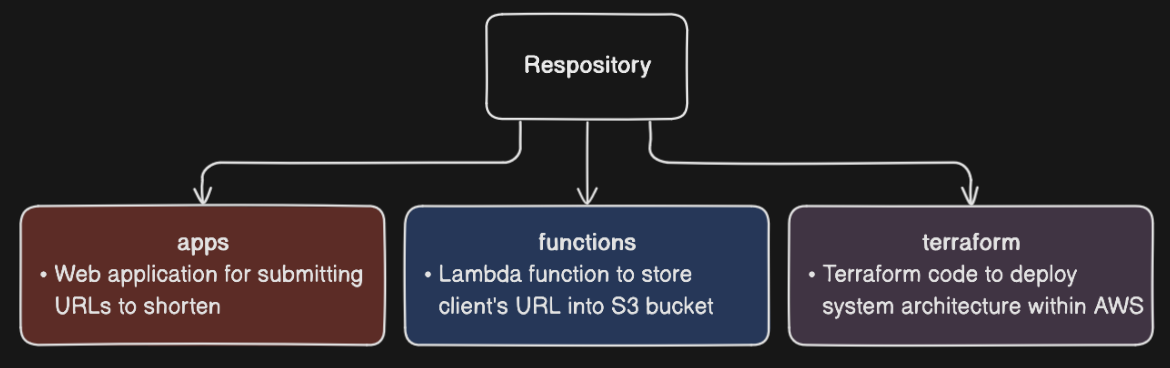 Respository
apps
• Web application for submitting
URLs to shorten
functions
• Lambda function to store
client's URL into S3 bucket
terraform
• Terraform code to deploy
system architecture within AWS